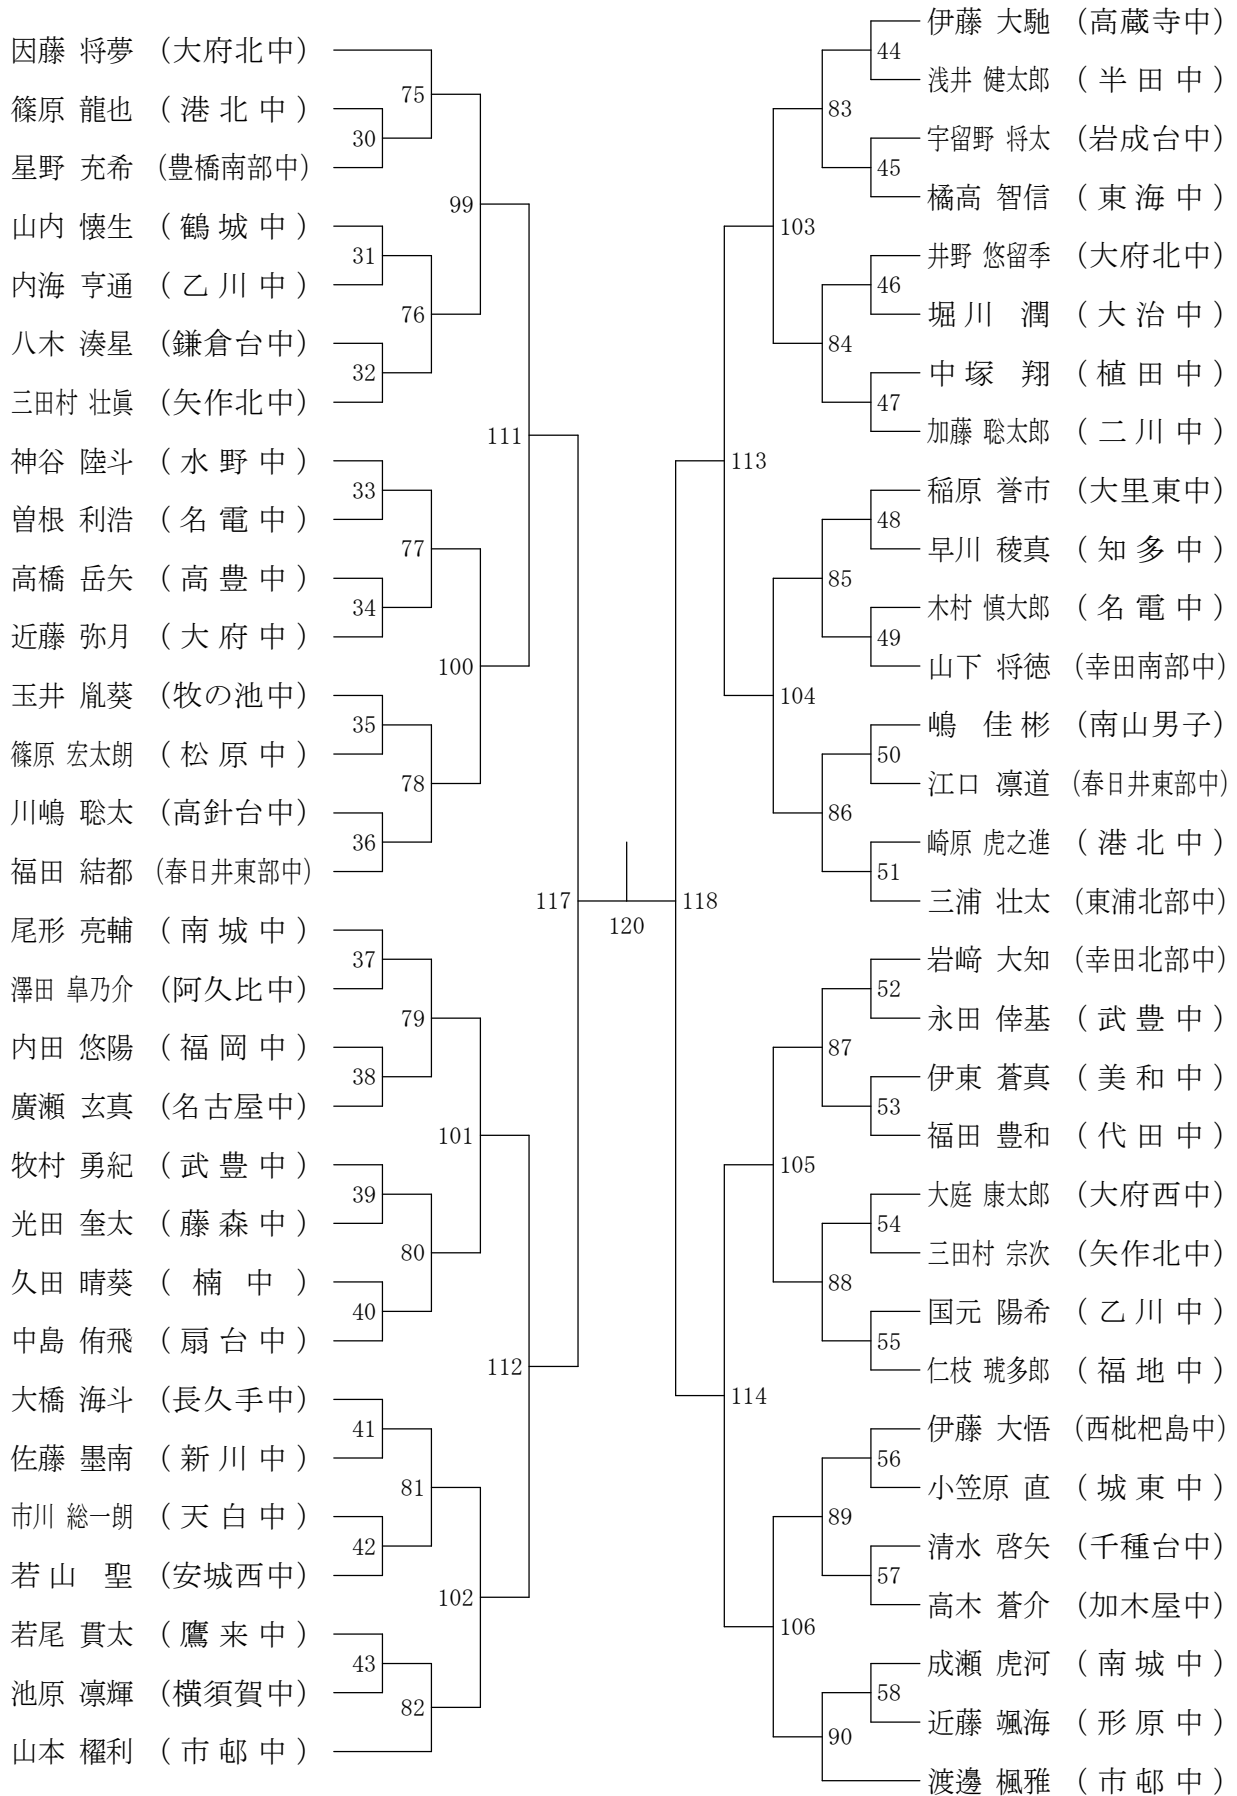 因藤 将夢 (大府北中)
篠原 龍也 (港北中)
星野 充希 (豊橋南部中)
山内 懐生 (鶴城中)
内海 亨通 (乙川中)
八木 湊星 (鎌倉台中)
三田村 壮眞 (矢作北中)
神谷 陸斗 (水野中)
曽根 利浩 (名電中)
高橋 岳矢 (高豊中)
近藤 弥月 (大府中)
玉井 胤葵 (牧の池中)
篠原 宏太朗 (松原中)
川嶋 聡太 (高針台中)
福田 結都 (春日井東部中)
尾形 亮輔 (南城中)
澤田 皐乃介 (阿久比中)
内田 悠陽 (福岡中)
廣瀬 玄真 (名古屋中)
牧村 勇紀 (武豊中)
光田 奎太 (藤森中)
久田 晴葵 (楠中)
中島 侑飛 (扇台中)
大橋 海斗 (長久手中)
佐藤 墨南 (新川中)
市川 総一朗 (天白中)
若山 聖 (安城西中)
若尾 貫太 (鷹来中)
池原 凛輝 (横須賀中)
山本 櫂利 (市邨中)
30
31
32
33
34
35
36
37
38
39
40
41
42
43
75
76
77
78
79
80
81
82
99
100
101
102
111
112
117
120
118
113
114
103
104
105
106
83
84
85
86
87
88
89
90
44
45
46
47
48
49
50
51
52
53
54
55
56
57
58
伊藤 大馳 (高蔵寺中)
浅井 健太郎 (半田中)
宇留野 将太 (岩成台中)
橘高 智信 (東海中)
井野 悠留季 (大府北中)
堀川 潤 (大治中)
中塚 翔 (植田中)
加藤 聡太郎 (二川中)
稲原 誉市 (大里東中)
早川 稜真 (知多中)
木村 慎太郎 (名電中)
山下 将徳 (幸田南部中)
嶋 佳彬 (南山男子)
江口 凛道 (春日井東部中)
崎原 虎之進 (港北中)
三浦 壮太 (東浦北部中)
岩﨑 大知 (幸田北部中)
永田 倖基 (武豊中)
伊東 蒼真 (美和中)
福田 豊和 (代田中)
大庭 康太郎 (大府西中)
三田村 宗次 (矢作北中)
国元 陽希 (乙川中)
仁枝 琥多郎 (福地中)
伊藤 大悟 (西枇杷島中)
小笠原 直 (城東中)
清水 啓矢 (千種台中)
高木 蒼介 (加木屋中)
成瀬 虎河 (南城中)
近藤 颯海 (形原中)
渡邊 楓雅 (市邨中)